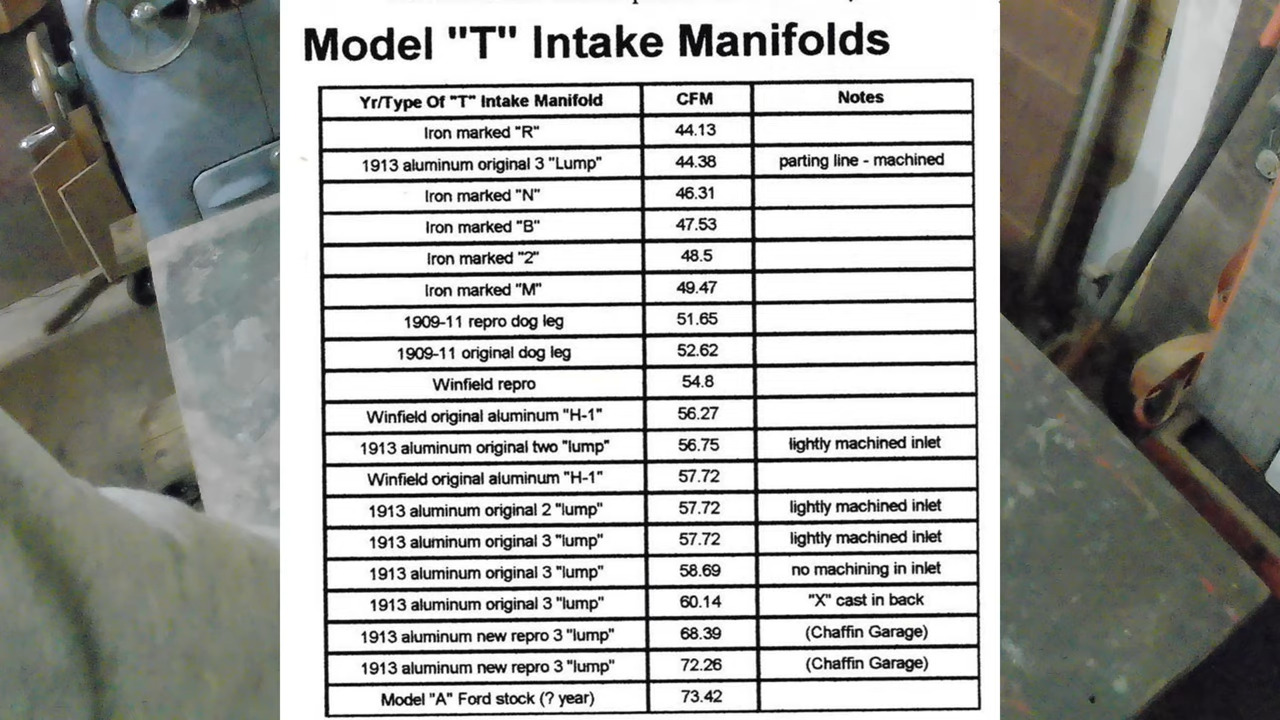 Model "T" Intake Manifolds
Yr/Type Of "T" Intake Manifold CFM Notes
Iron marked "R" 44.13
1913 aluminum original 3 "Lump" 44.38 parting line - machined
Iron marked "N" 46.31
Iron marked "B" 47.53
Iron marked "2" 48.5
Iron marked "M" 49.47
1909-11 repro dog leg 51.65
1909-11 original dog leg 52.62
Winfield repro 54.8
Winfield original aluminum "H-1" 56.27
1913 aluminum original two "lump" 56.75 lightly machined inlet
Winfield original aluminum "H-1" 57.72
1913 aluminum original 2 "lump" 57.72 lightly machined inlet
1913 aluminum original 3 "lump" 57.72 lightly machined inlet
1913 aluminum original 3 "lump" 58.69 no machining in inlet
1913 aluminum original 3 "lump" 60.14 "X" cast in back
1913 aluminum new repro 3 "lump" 68.39 (Chaffin Garage)
1913 aluminum new repro 3 "lump" 72.26 (Chaffin Garage)
Model "A" Ford stock (? year) 73.42